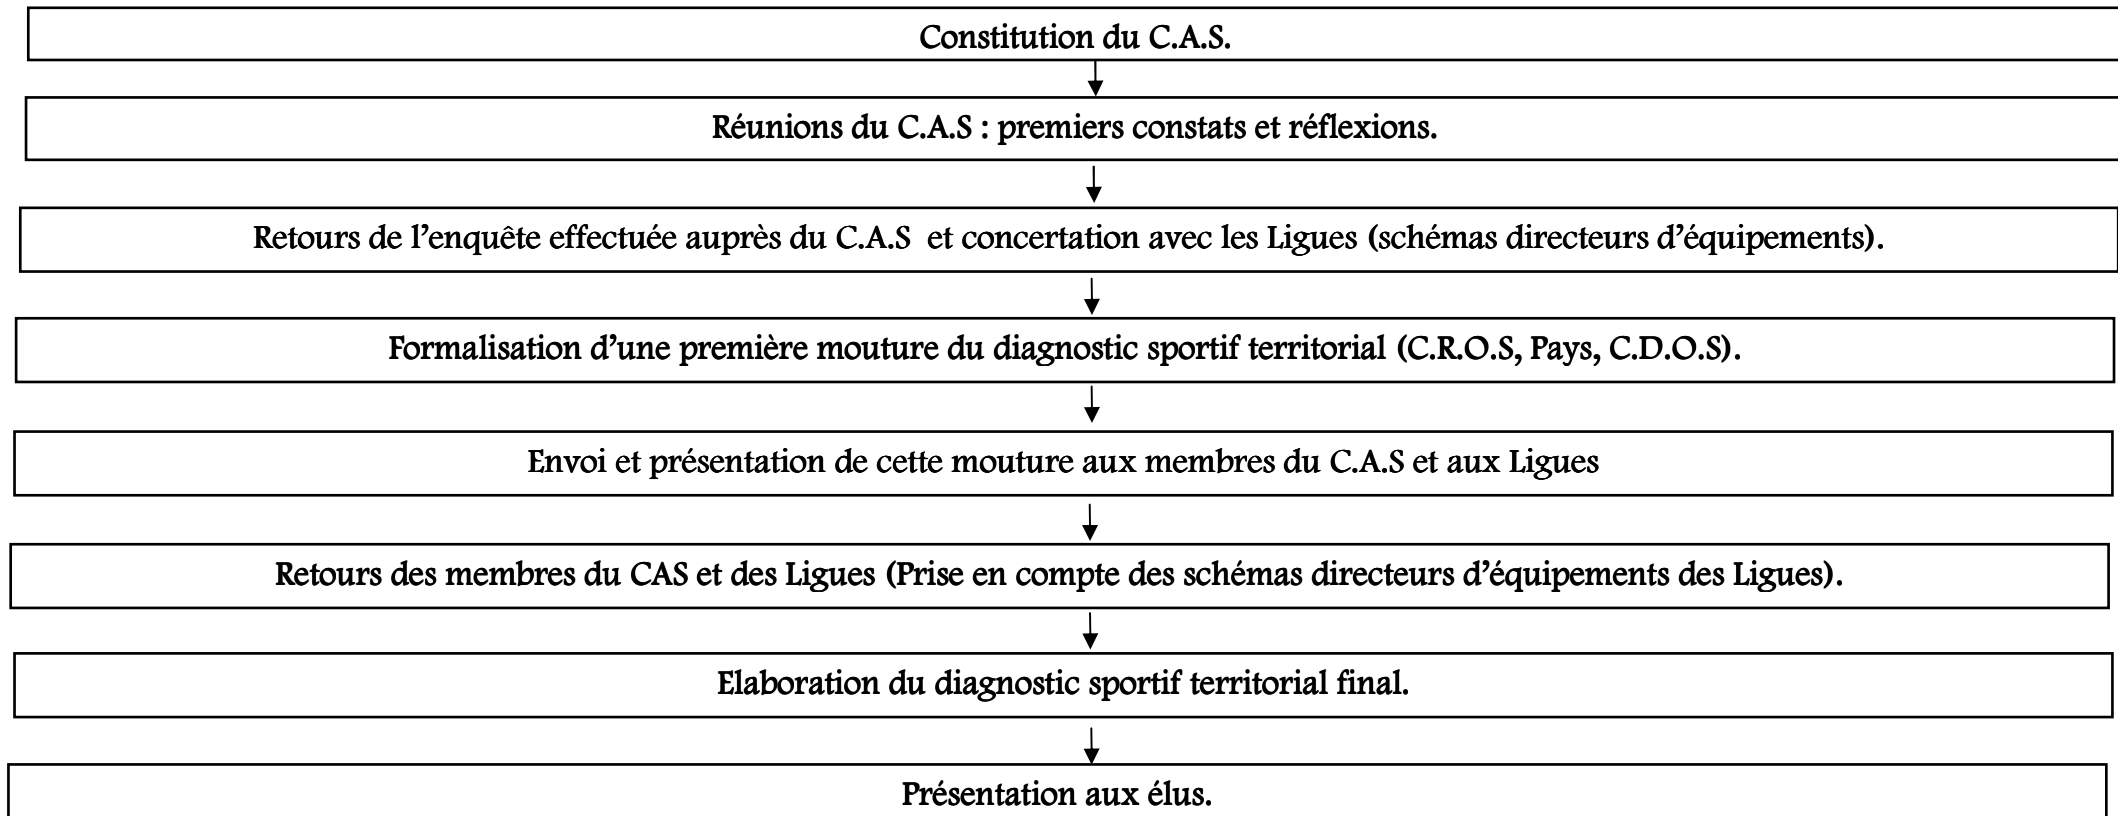 Constitution du C.A.S.
Réunions du C.A.S : premiers constats et réflexions.
Retours de l’enquête effectuée auprès du C.A.S  et concertation avec les Ligues (schémas directeurs d’équipements).
Formalisation d’une première mouture du diagnostic sportif territorial (C.R.O.S, Pays, C.D.O.S).
Envoi et présentation de cette mouture aux membres du C.A.S et aux Ligues
Retours des membres du CAS et des Ligues (Prise en compte des schémas directeurs d’équipements des Ligues).
Elaboration du diagnostic sportif territorial final.
Présentation aux élus.